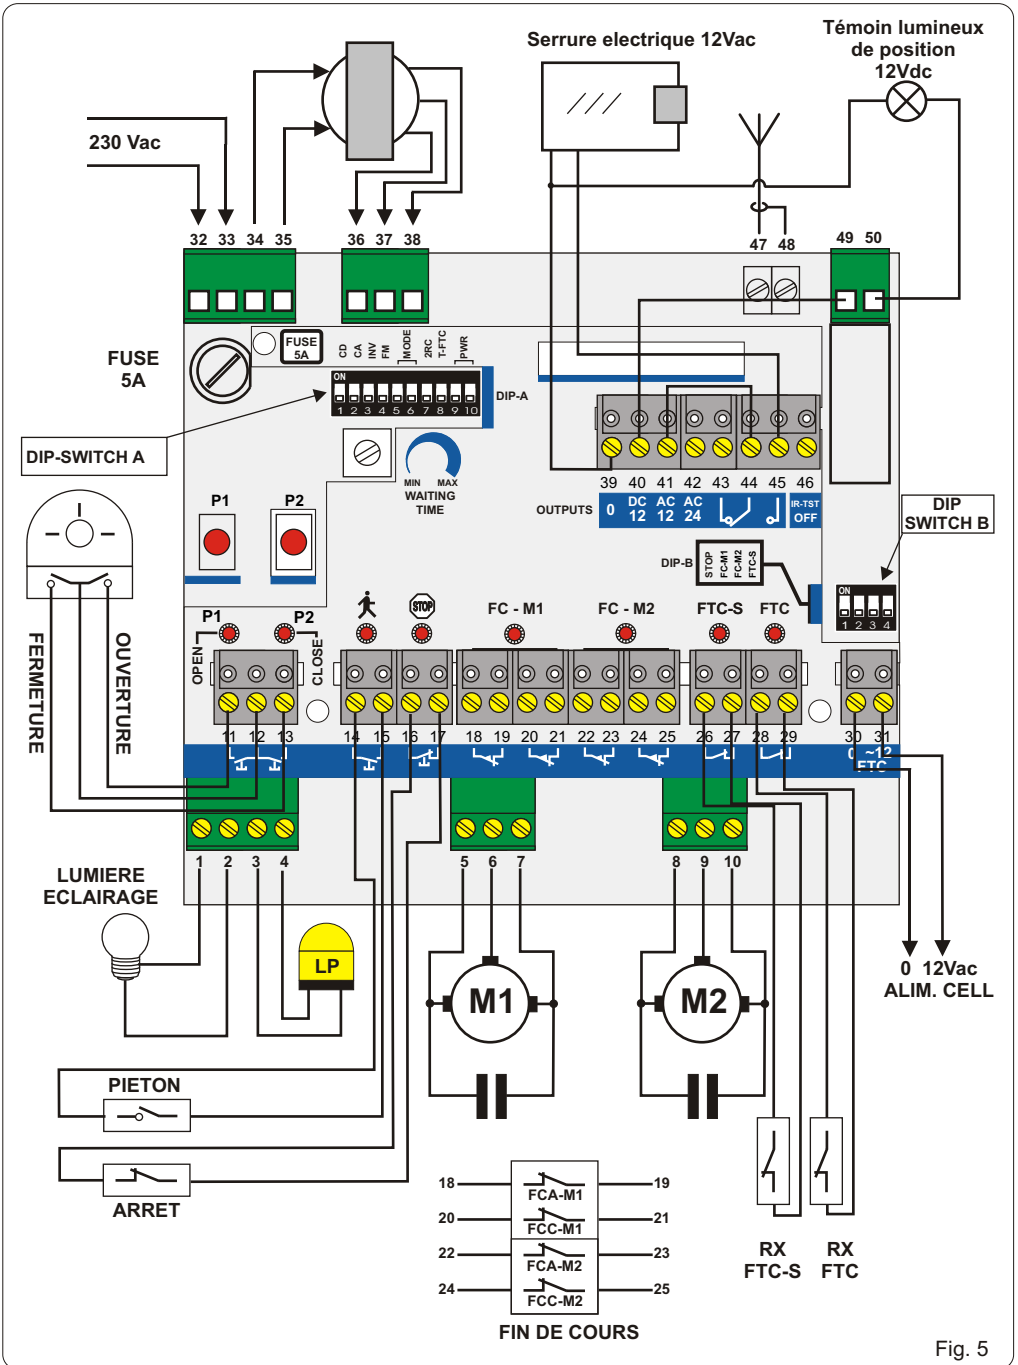 Serrure electrique 12Vac
Témoin lumineux
de position
12Vdc
230 Vac
32 33 34 35
36 37 38
47 48
49 50
FUSE
5A
FUSE
5A
CD
CA
INV
FM
MODE
2RC
T-FTC
PWR
ON
1 2 3 4 5 6 7 8 9 10
DIP-A
DIP-SWITCH A
MIN MAX
WAITING
TIME
P1
P2
39 40 41 42 43 44 45 46
OUTPUTS
0
DC
12
AC
12
AC
24
IR-TST
OFF
DIP
SWITCH B
DIP-B
STOP
FC-M1
FC-M2
FTC-S
ON
1 2 3 4
STOP
P1
P2
OPEN
CLOSE
FC - M1
FC - M2
FTC-S
FTC
FERMETURE
OUVERTURE
11 12 13
14 15 16 17
18 19 20 21
22 23 24 25
26 27 28 29
30 31
0 ~12
FTC
1 2 3 4
5 6 7
8 9 10
LUMIERE
ECLAIRAGE
LP
M1
M2
0 12Vac
ALIM. CELL
PIETON
ARRET
18 FCA-M1 19
20 FCC-M1 21
22 FCA-M2 23
24 FCC-M2 25
FIN DE COURS
RX
FTC-S
RX
FTC
Fig. 5